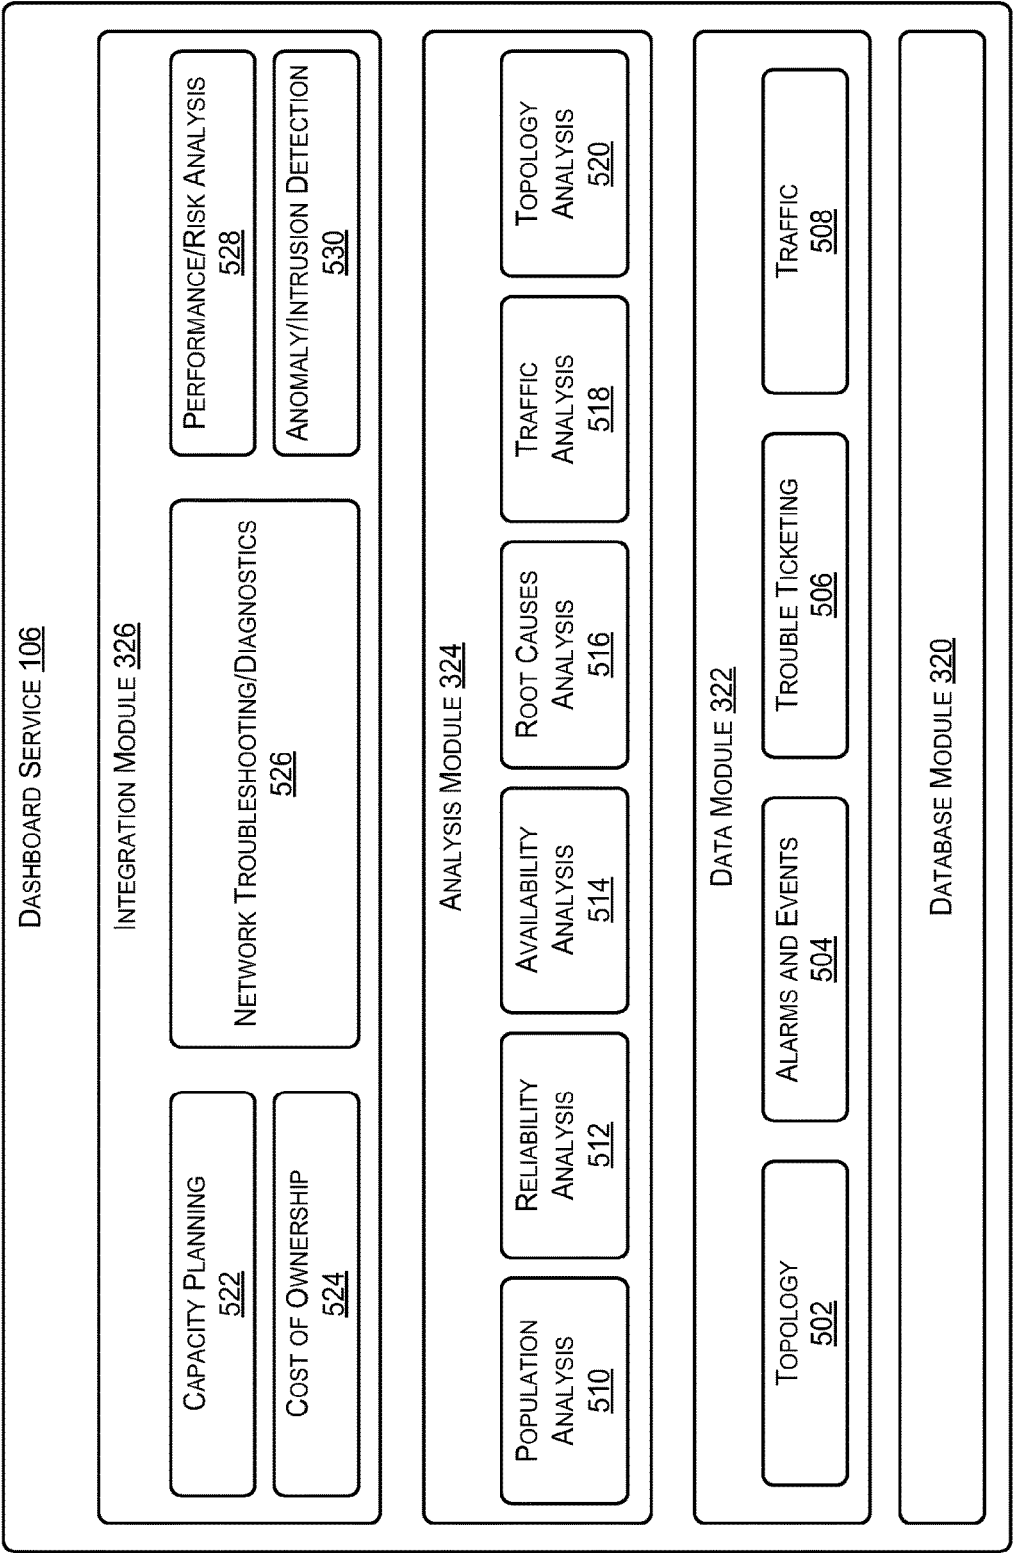 DASHBOARD SERVICE 106
INTEGRATION MODULE 326
CAPACITY PLANNING
522
COST OF OWNERSHIP
524
NETWORK TROUBLESHOOTING/DIAGNOSTICS
526
PERFORMANCE/RISK ANALYSIS
528
ANOMALY/INTRUSION DETECTION
530
ANALYSIS MODULE 324
POPULATION
ANALYSIS
510
RELIABILITY
ANALYSIS
512
AVAILABILITY
ANALYSIS
514
ROOT CAUSES
ANALYSIS
516
TRAFFIC
ANALYSIS
518
TOPOLOGY
ANALYSIS
520
DATA MODULE 322
TOPOLOGY
502
ALARMS AND EVENTS
504
TROUBLE TICKETING
506
TRAFFIC
508
DATABASE MODULE 320